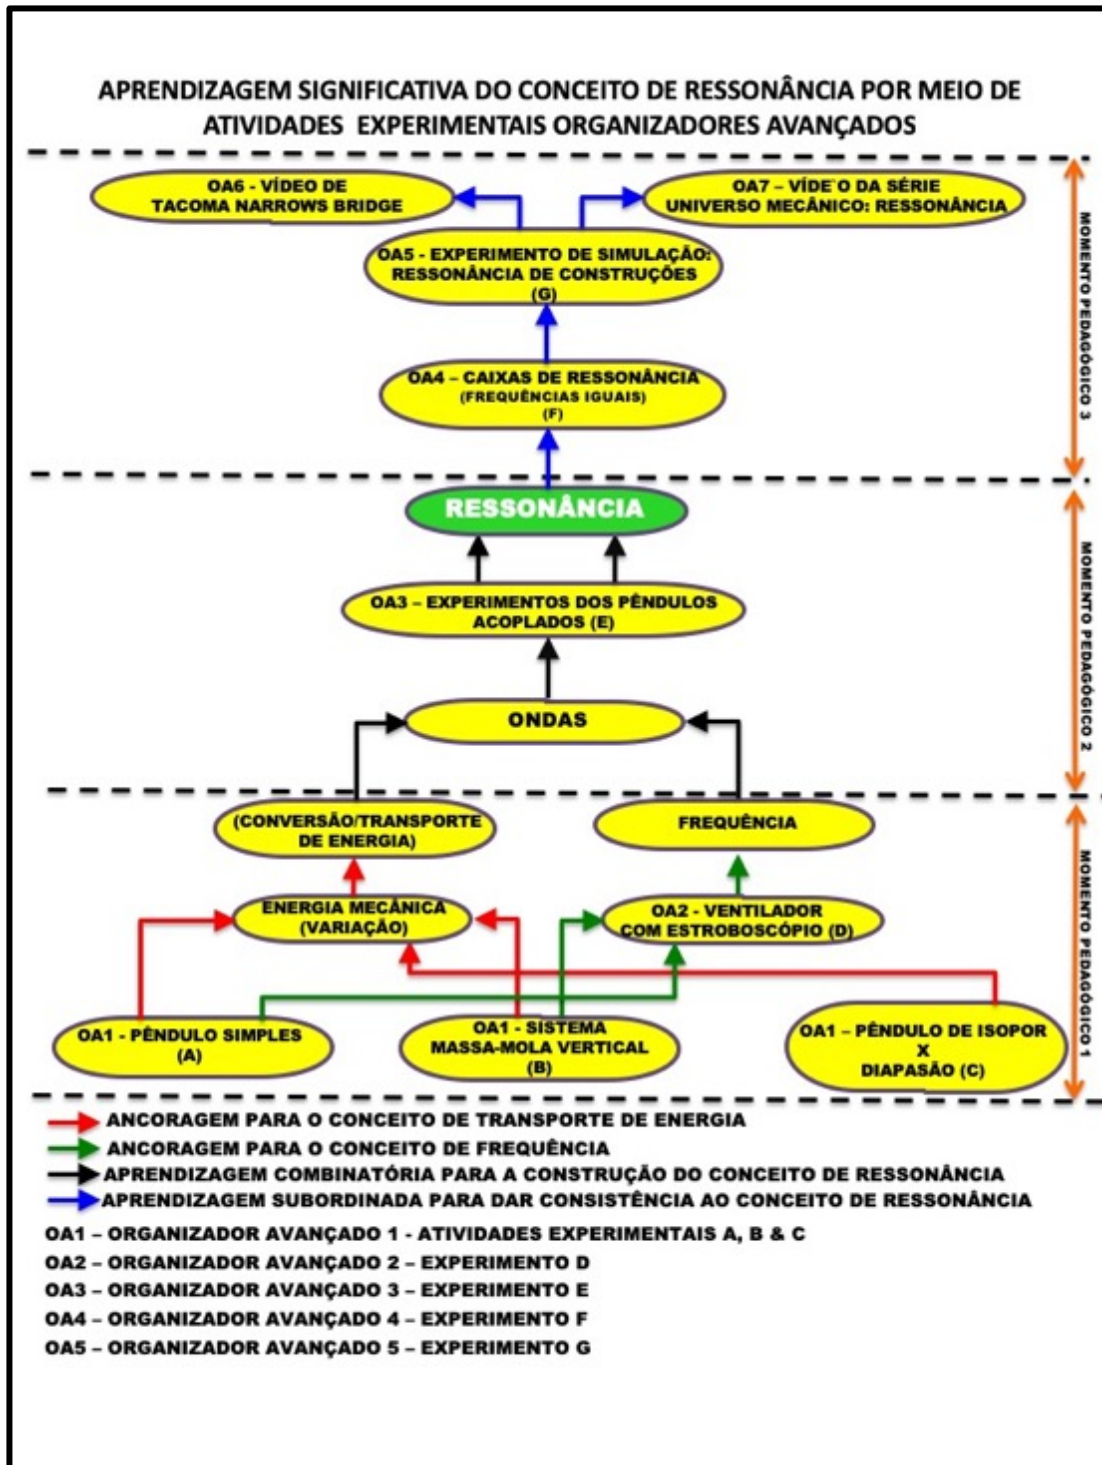 APRENDIZAGEM SIGNIFICATIVA DO CONCEITO DE RESSONÂNCIA POR MEIO DE
ATIVIDADES EXPERIMENTAIS ORGANIZADORES AVANÇADOS
OA6 - VÍDEO DE
TACOMA NARROWS BRIDGE
OA7 – VÍDE`O DA SÉRIE
UNIVERSO MECÂNICO: RESSONÂNCIA
OA5 - EXPERIMENTO DE SIMULAÇÃO:
RESSONÂNCIA DE CONSTRUÇÕES
(G)
OA4 – CAIXAS DE RESSONÂNCIA
(FREQUÊNCIAS IGUAIS)
(F)
MOMENTO PEDAGÓGICO 3
RESSONÂNCIA
OA3 – EXPERIMENTOS DOS PÊNDULOS
ACOPLADOS (E)
ONDAS
MOMENTO PEDAGÓGICO 2
(CONVERSÃO/TRANSPORTE
DE ENERGIA)
FREQUÊNCIA
ENERGIA MECÂNICA
(VARIAÇÃO)
OA2 - VENTILADOR
COM ESTROBOSCÓPIO (D)
OA1 - PÊNDULO SIMPLES
(A)
OA1 - SISTEMA
MASSA-MOLA VERTICAL
(B)
OA1 – PÊNDULO DE ISOPOR
X
DIAPASÃO (C)
MOMENTO PEDAGÓGICO 1
ANCORAGEM PARA O CONCEITO DE TRANSPORTE DE ENERGIA
ANCORAGEM PARA O CONCEITO DE FREQUÊNCIA
APRENDIZAGEM COMBINATÓRIA PARA A CONSTRUÇÃO DO CONCEITO DE RESSONÂNCIA
APRENDIZAGEM SUBORDINADA PARA DAR CONSISTÊNCIA AO CONCEITO DE RESSONÂNCIA
OA1 – ORGANIZADOR AVANÇADO 1 - ATIVIDADES EXPERIMENTAIS A, B & C
OA2 – ORGANIZADOR AVANÇADO 2 – EXPERIMENTO D
OA3 – ORGANIZADOR AVANÇADO 3 – EXPERIMENTO E
OA4 – ORGANIZADOR AVANÇADO 4 – EXPERIMENTO F
OA5 – ORGANIZADOR AVANÇADO 5 – EXPERIMENTO G